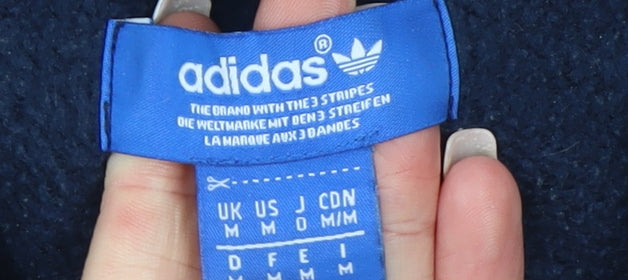 adidas®
THE BRAND WITH THE 3 STRIPES
DIE WELTMARKE MIT DEN 3 STREIFEN
LA MARQUE AUX 3 BANDES
UK US J CDN
M M O M/M
D F E I
M M M M